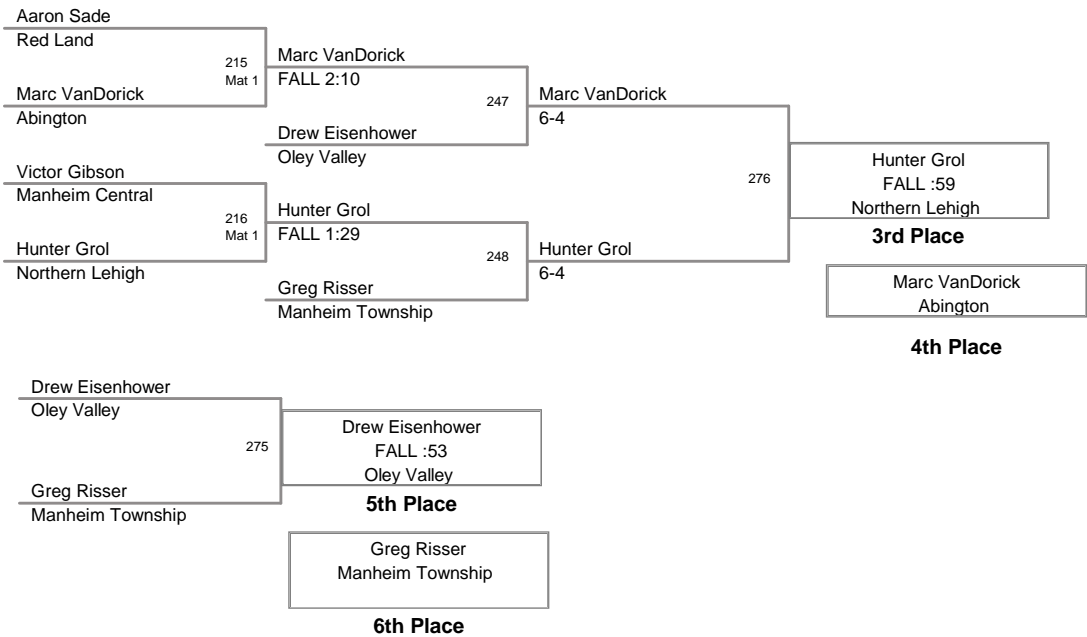 Aaron Sade
Red Land
215
Mat 1
Marc VanDorick
FALL 2:10
Marc VanDorick
Abington
247
Marc VanDorick
6-4
Drew Eisenhower
Oley Valley
Victor Gibson
Manheim Central
276
Hunter Grol
FALL :59
Northern Lehigh
3rd Place
216
Mat 1
Hunter Grol
FALL 1:29
Hunter Grol
Northern Lehigh
248
Hunter Grol
6-4
Greg Risser
Manheim Township
Marc VanDorick
Abington
4th Place
Drew Eisenhower
Oley Valley
275
Drew Eisenhower
FALL :53
Oley Valley
5th Place
Greg Risser
Manheim Township
Greg Risser
Manheim Township
6th Place